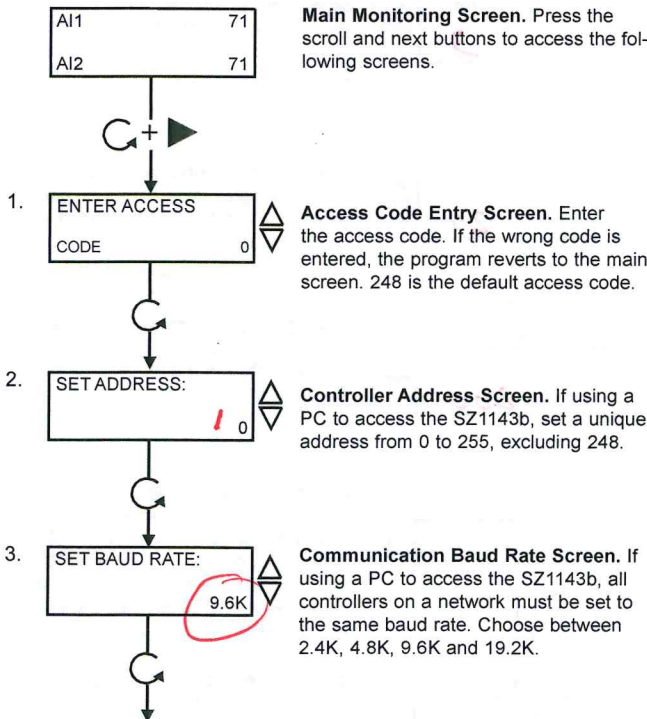 AI1 71
AI2 71
Main Monitoring Screen. Press the
scroll and next buttons to access the fol-
lowing screens.
+
1.
ENTER ACCESS
CODE 0
Access Code Entry Screen. Enter
the access code. If the wrong code is
entered, the program reverts to the main
screen. 248 is the default access code.
2.
SET ADDRESS:
1 0
Controller Address Screen. If using a
PC to access the SZ1143b, set a unique
address from 0 to 255, excluding 248.
3.
SET BAUD RATE:
9.6K
Communication Baud Rate Screen. If
using a PC to access the SZ1143b, all
controllers on a network must be set to
the same baud rate. Choose between
2.4K, 4.8K, 9.6K and 19.2K.